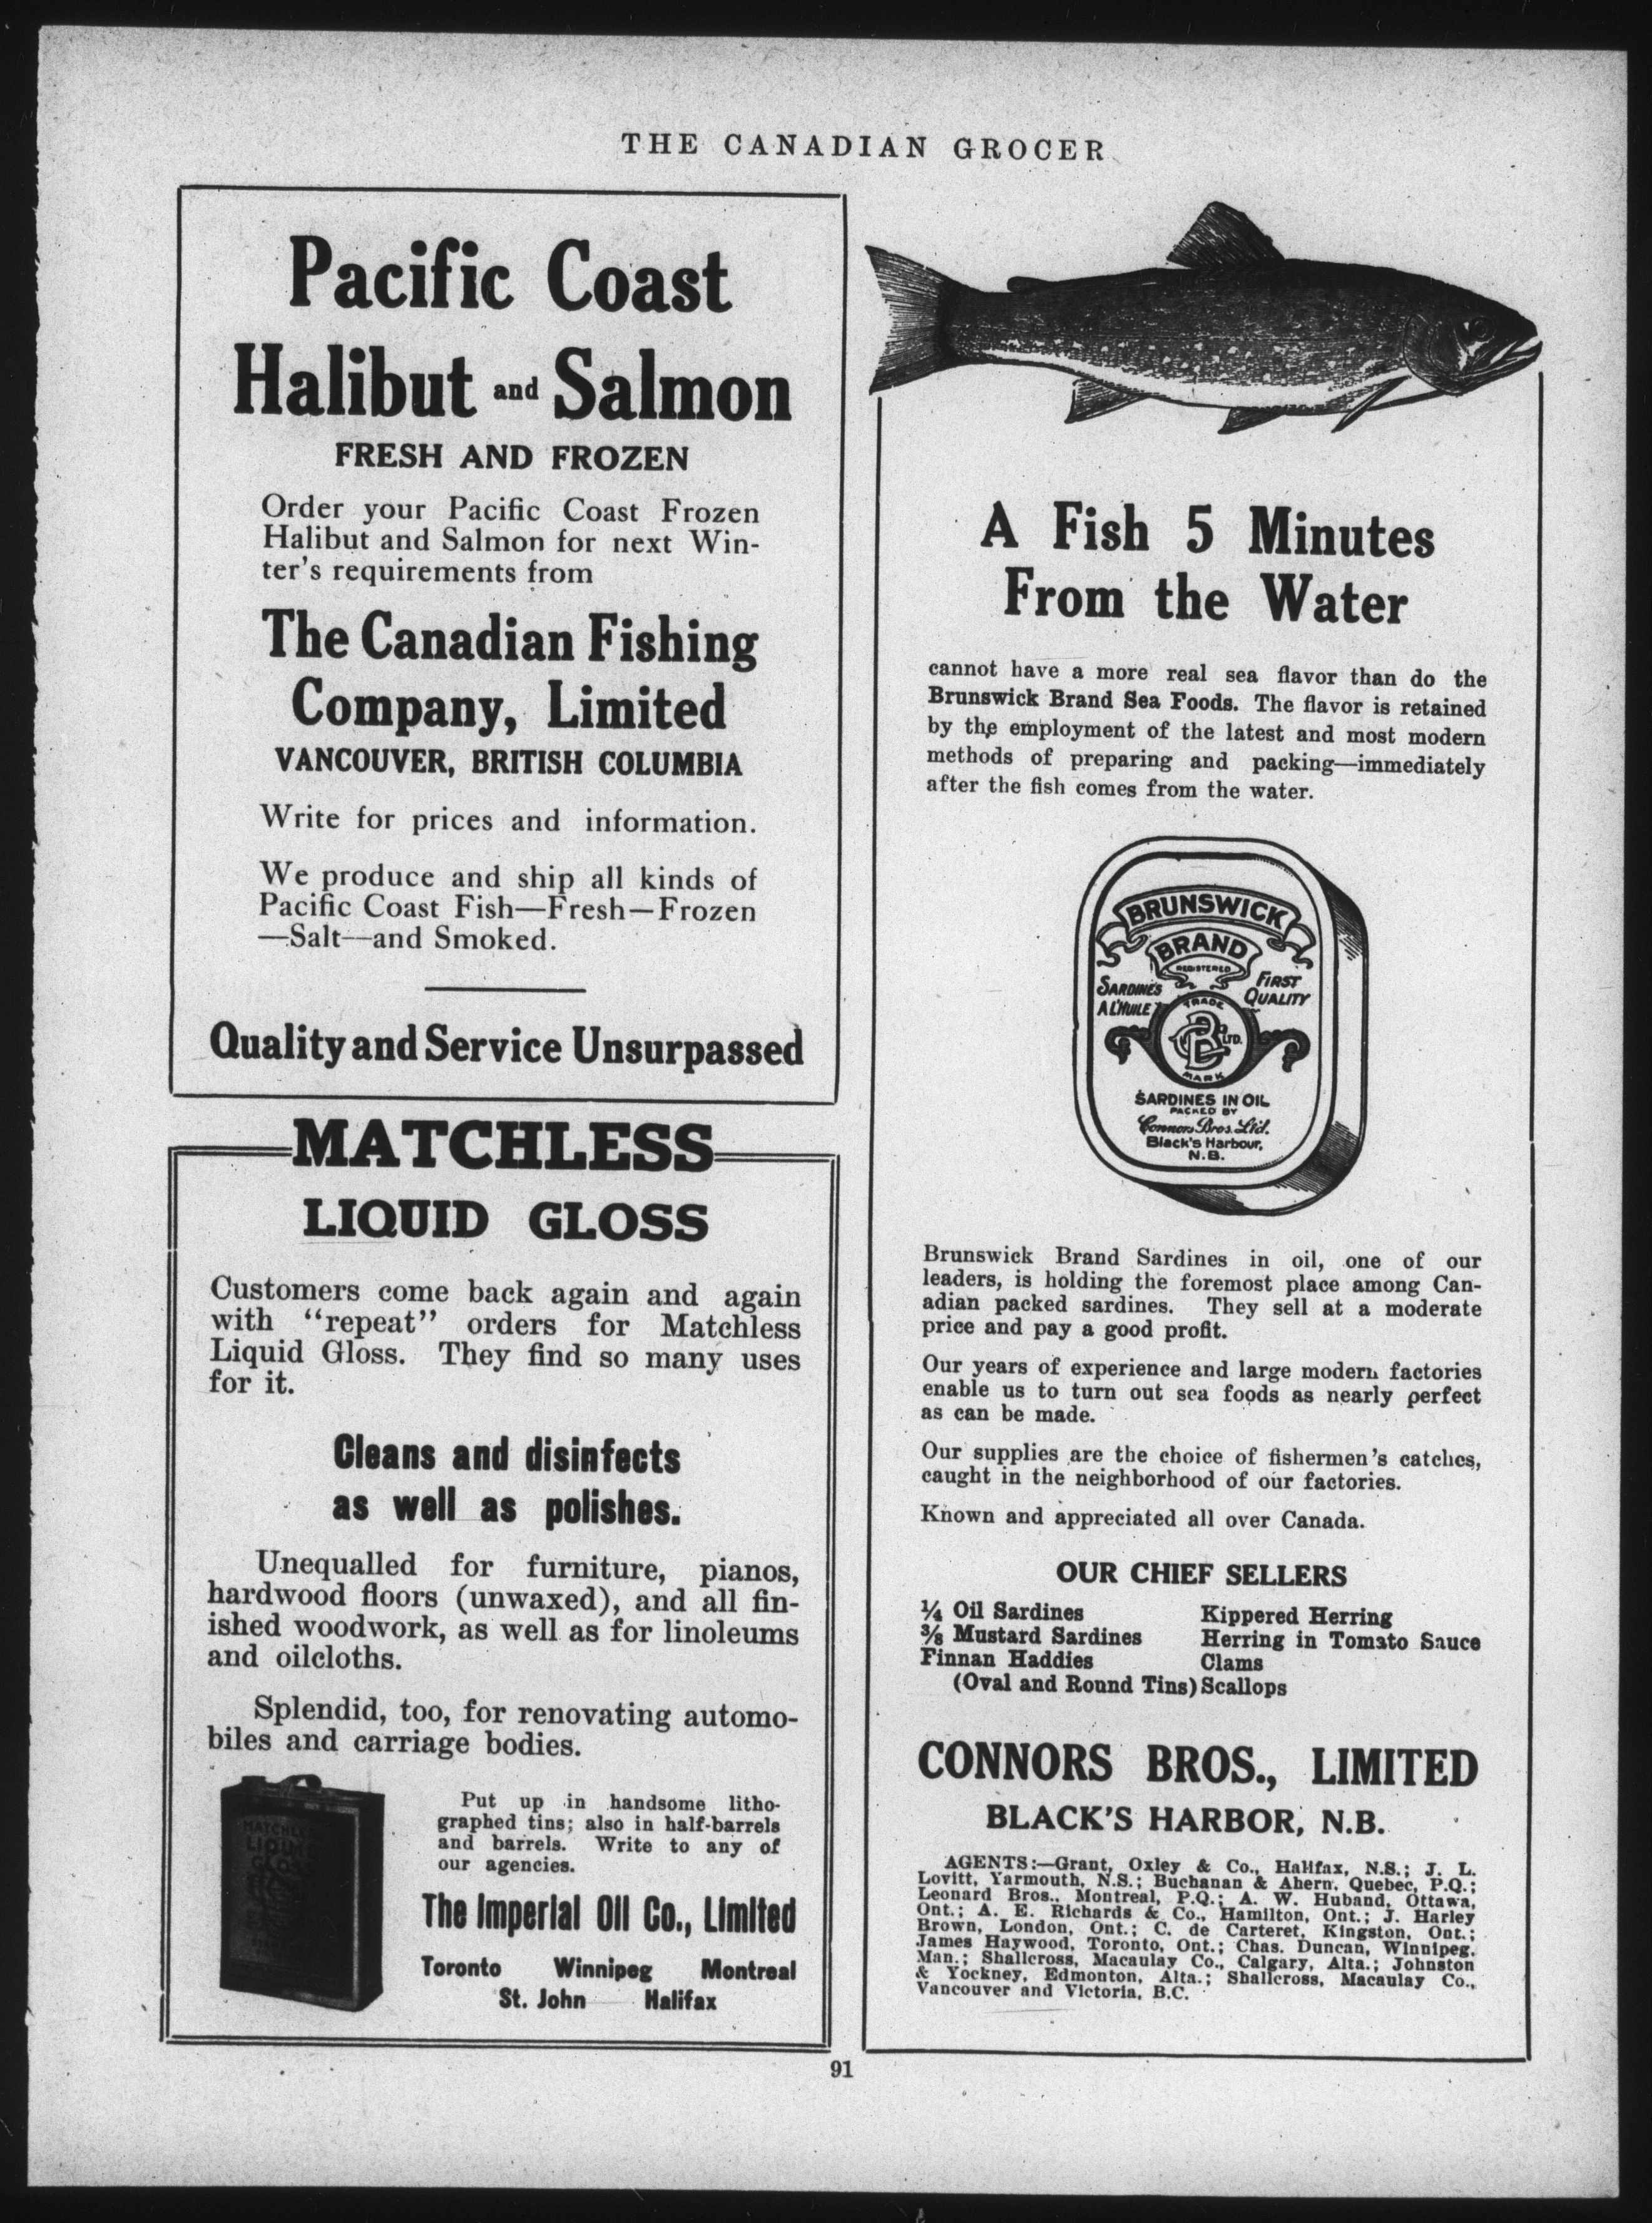 THE CANADIAN GROCER
Pacific Coast
Halibut and Salmon
FRESH AND FROZEN
Order your Pacific Coast Frozen
Halibut and Salmon for next Win-
ter's requirements from
The Canadian Fishing
Company, Limited
VANCOUVER, BRITISH COLUMBIA
Write for prices and information.
We produce and ship all kinds of
Pacific Coast Fish—Fresh—Frozen
—Salt—and Smoked.
Quality and Service Unsurpassed
MATCHLESS
LIQUID GLOSS
Customers come back again and again
with "repeat" orders for Matchless
Liquid Gloss. They find so many uses
for it.
Cleans and disinfects
as well as polishes.
Unequalled for furniture, pianos,
hardwood floors (unwaxed), and all fin-
ished woodwork, as well as for linoleums
and oilcloths.
Splendid, too, for renovating automo-
biles and carriage bodies.
MATCHLESS
LIQUID
GLOSS
Put up in handsome litho-
graphed tins; also in half-barrels
and barrels. Write to any of
our agencies.
The Imperial Oil Co., Limited
Toronto Winnipeg Montreal
St. John Halifax
A Fish 5 Minutes
From the Water
cannot have a more real sea flavor than do the
Brunswick Brand Sea Foods. The flavor is retained
by the employment of the latest and most modern
methods of preparing and packing—immediately
after the fish comes from the water.
BRUNSWICK
BRAND
REGISTERED
SARDINES
A L'HUILE
FIRST
QUALITY
TRADE
CB LTD.
MARK
SARDINES IN OIL
PACKED BY
Connors Bros. Ltd.
Black's Harbour,
N.B.
Brunswick Brand Sardines in oil, one of our
leaders, is holding the foremost place among Can-
adian packed sardines. They sell at a moderate
price and pay a good profit.
Our years of experience and large modern factories
enable us to turn out sea foods as nearly perfect
as can be made.
Our supplies are the choice of fishermen's catches,
caught in the neighborhood of our factories.
Known and appreciated all over Canada.
OUR CHIEF SELLERS
¼ Oil Sardines
⅜ Mustard Sardines
Finnan Haddies
(Oval and Round Tins)
Kippered Herring
Herring in Tomato Sauce
Clams
Scallops
CONNORS BROS., LIMITED
BLACK'S HARBOR, N.B.
AGENTS:—Grant, Oxley & Co., Halifax, N.S.; J. L.
Lovitt, Yarmouth, N.S.; Buchanan & Ahern, Quebec, P.Q.;
Leonard Bros., Montreal, P.Q.; A. W. Huband, Ottawa,
Ont.; A. E. Richards & Co., Hamilton, Ont.; J. Harley
Brown, London, Ont.; C. de Carteret, Kingston, Ont.;
James Haywood, Toronto, Ont.; Chas. Duncan, Winnipeg,
Man.; Shallcross, Macaulay Co., Calgary, Alta.; Johnston
& Yockney, Edmonton, Alta.; Shallcross, Macaulay Co.,
Vancouver and Victoria, B.C.
91